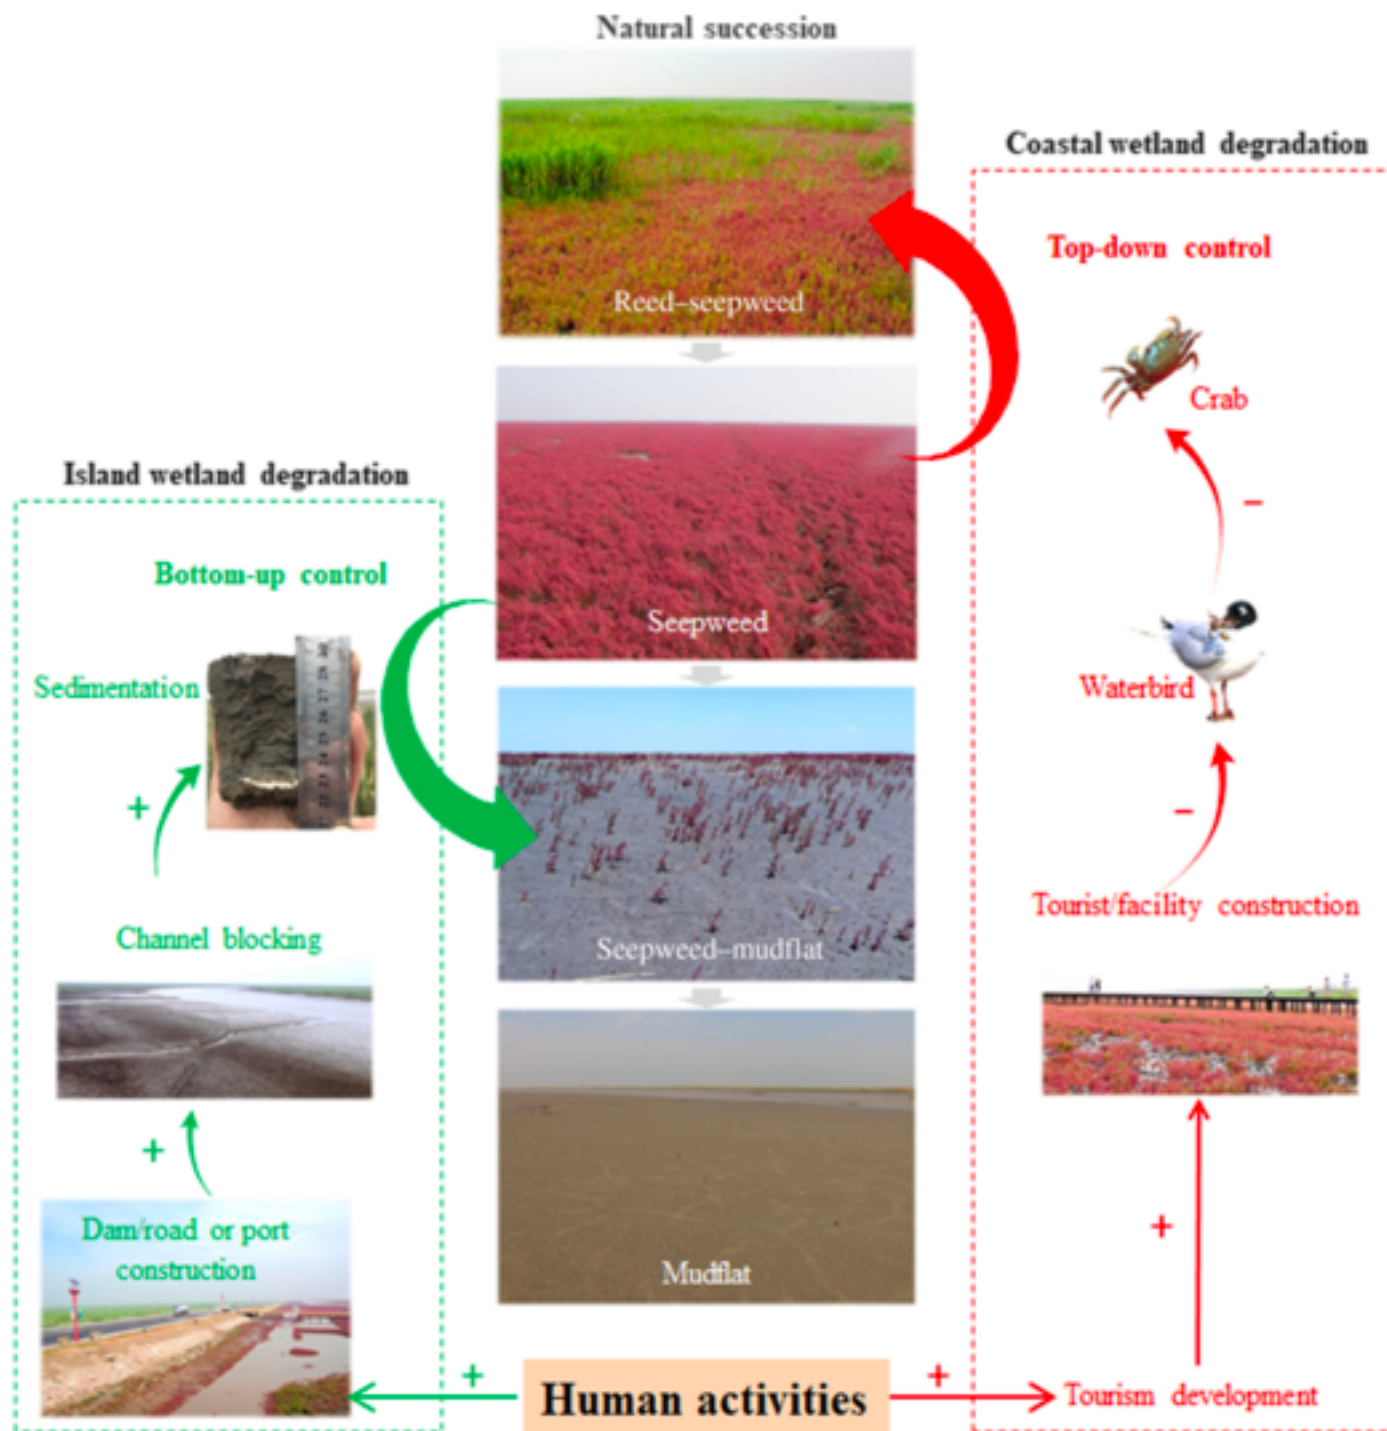 Natural succession
Reed–seepweed
Seepweed
Seepweed–mudflat
Mudflat
Island wetland degradation
Bottom-up control
Sedimentation
+
Channel blocking
+
Dam/road or port
construction
Coastal wetland degradation
Top-down control
Crab
–
Waterbird
–
Tourist/facility construction
+
Tourism development
+
Human activities
+